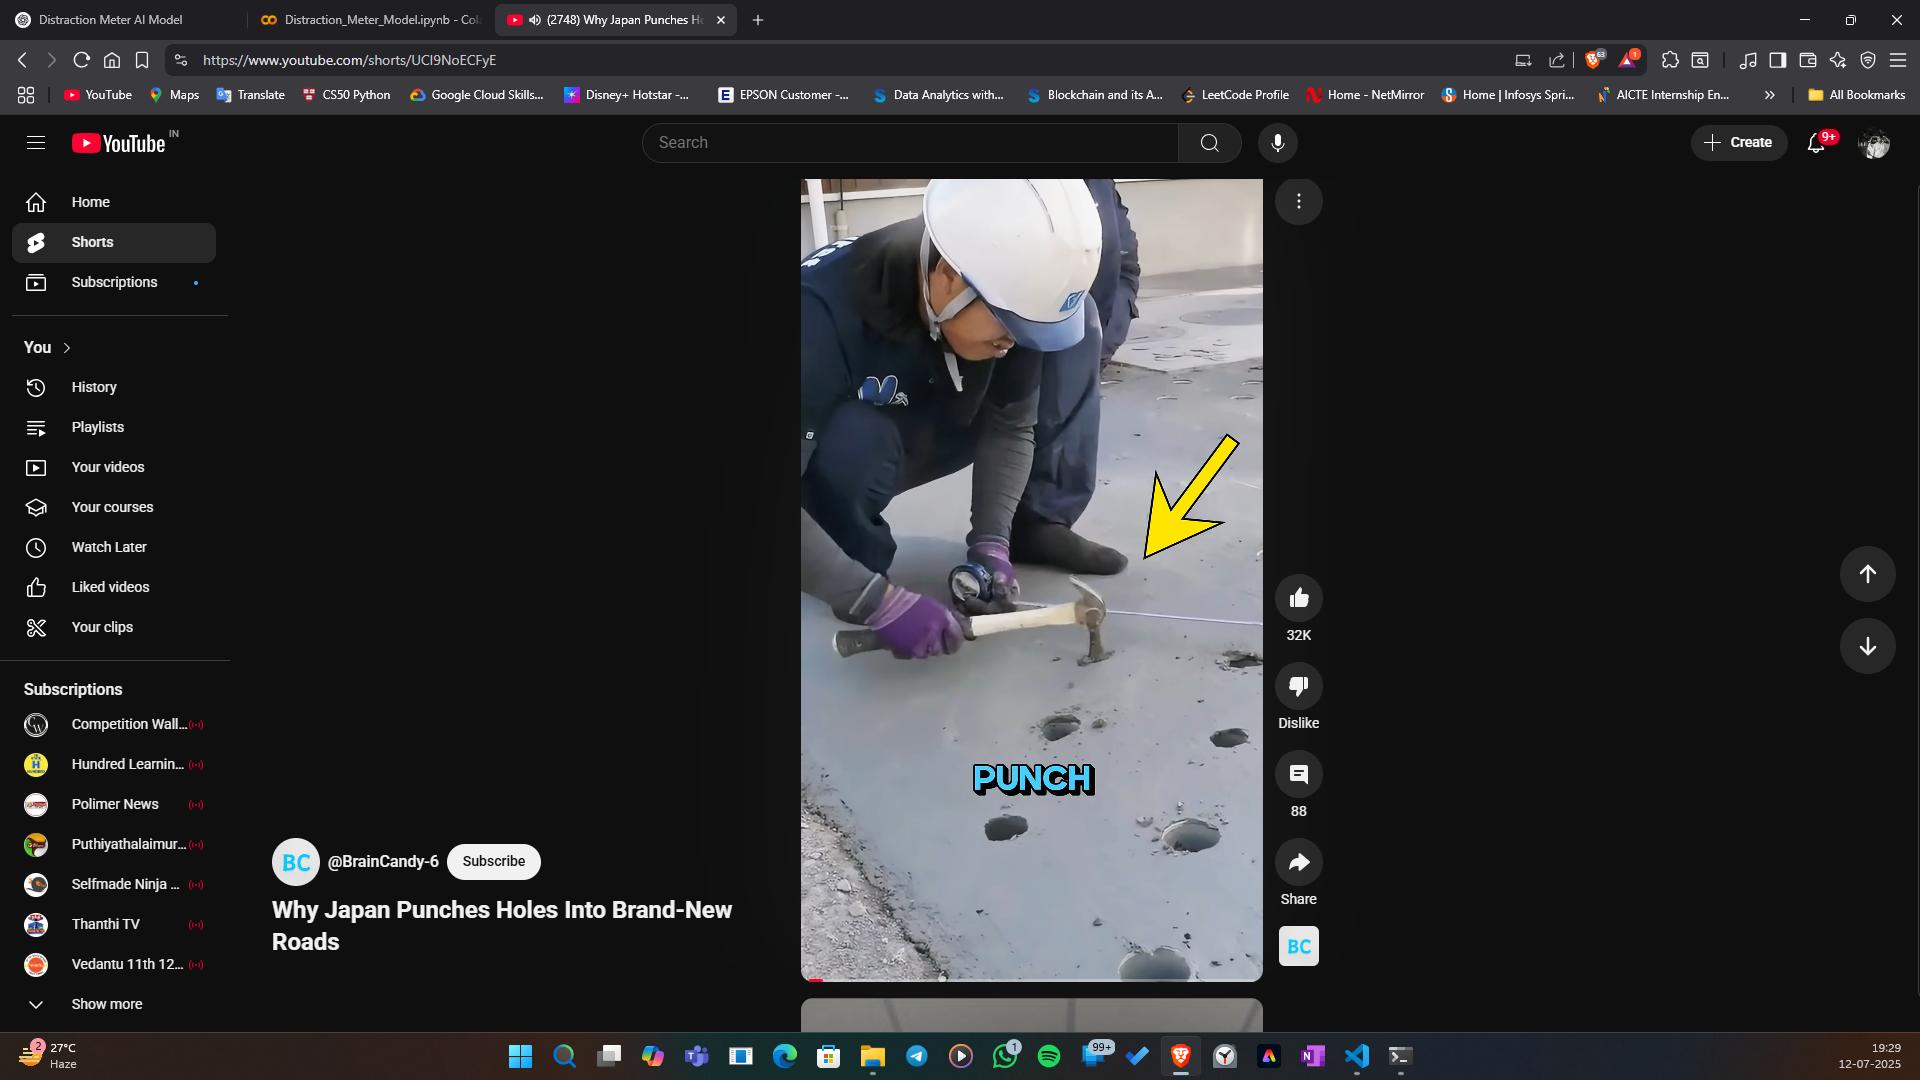 Distraction Meter AI Model
Distraction_Meter_Model.ipynb - Col
(2748) Why Japan Punches Ho
https://www.youtube.com/shorts/UCI9NoECFyE
63
1
YouTube
Maps
Translate
CS50 Python
Google Cloud Skills...
Disney+ Hotstar -...
EPSON Customer -...
Data Analytics with...
Blockchain and its A...
LeetCode Profile
Home - NetMirror
Home | Infosys Spri...
AICTE Internship En...
All Bookmarks
YouTube IN
Search
Create
9+
Home
Shorts
Subscriptions
You
History
Playlists
Your videos
Your courses
Watch Later
Liked videos
Your clips
Subscriptions
Competition Wall...
Hundred Learnin...
Polimer News
Puthiyathalaimur...
Selfmade Ninja ...
Thanthi TV
Vedantu 11th 12...
Show more
PUNCH
32K
Dislike
88
Share
BC
BC
@BrainCandy-6
Subscribe
Why Japan Punches Holes Into Brand-New
Roads
2
27°C
Haze
1
99+
19:29
12-07-2025